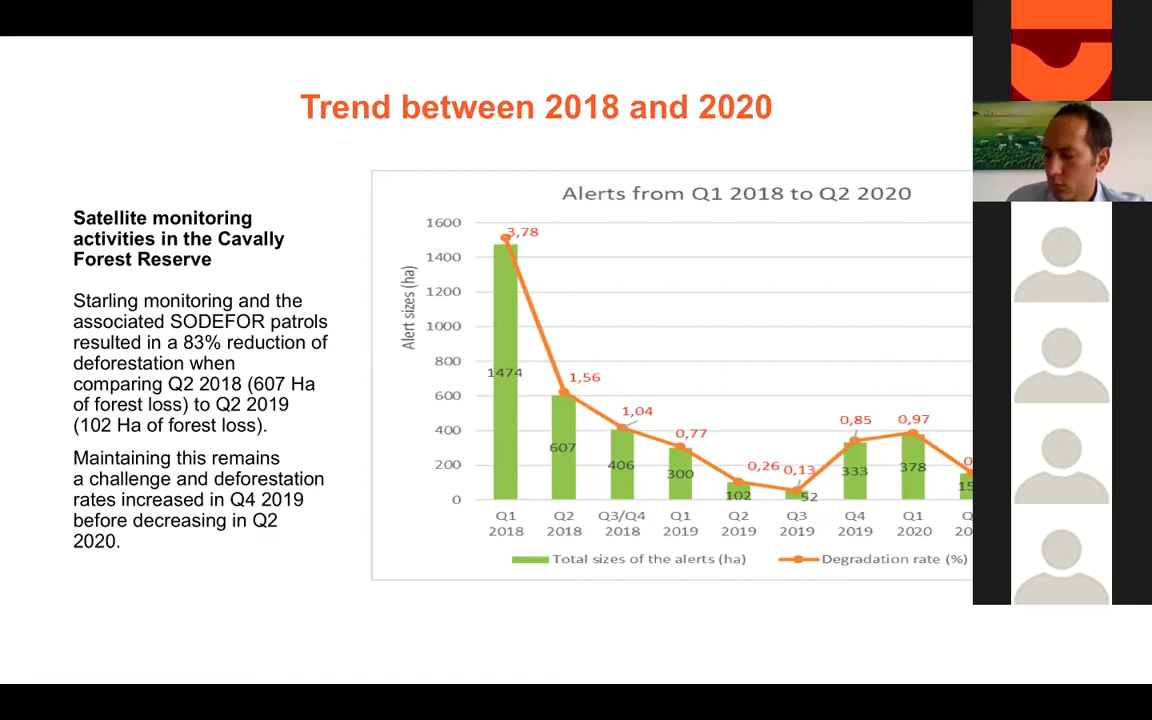 Trend between 2018 and 2020
Satellite monitoring
activities in the Cavally
Forest Reserve
Starling monitoring and the
associated SODEFOR patrols
resulted in a 83% reduction of
deforestation when
comparing Q2 2018 (607 Ha
of forest loss) to Q2 2019
(102 Ha of forest loss).
Maintaining this remains
a challenge and deforestation
rates increased in Q4 2019
before decreasing in Q2
2020.
Alerts from Q1 2018 to Q2 2020
Alert sizes (ha)
1600
1400
1200
1000
800
600
400
200
0
3,78
1,56
1,04
0,77
0,26
0,13
0,85
0,97
1474
607
406
300
102
52
333
378
Q1 Q2 Q3/Q4 Q1 Q2 Q3 Q4 Q1
2018 2018 2018 2019 2019 2019 2019 2020
Total sizes of the alerts (ha) Degradation rate (%)